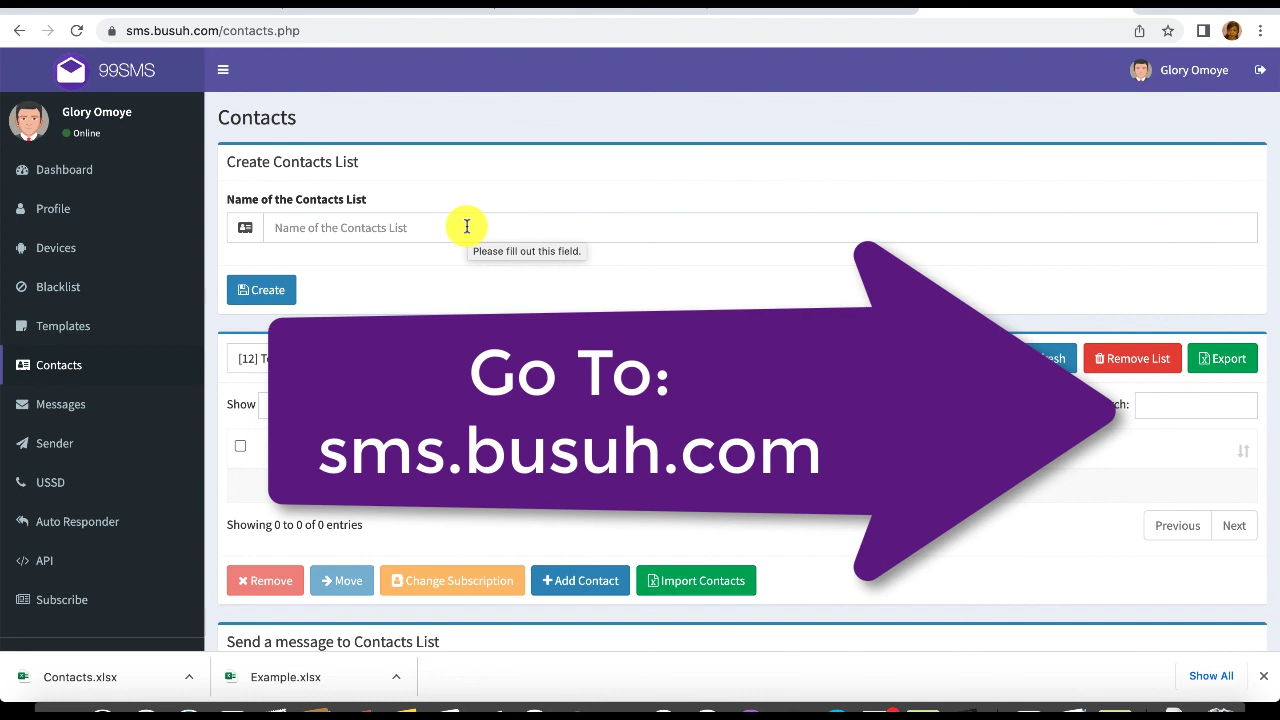 sms.busuh.com/contacts.php
99SMS
Glory Omoye
Glory Omoye
Online
Dashboard
Profile
Devices
Blacklist
Templates
Contacts
Messages
Sender
USSD
Auto Responder
API
Subscribe
Contacts
Create Contacts List
Name of the Contacts List
Name of the Contacts List
Please fill out this field.
Create
[12]
Remove List
Export
Show
Go To:
sms.busuh.com
Showing 0 to 0 of 0 entries
Previous
Next
Remove
Move
Change Subscription
Add Contact
Import Contacts
Send a message to Contacts List
Contacts.xlsx
Example.xlsx
Show All